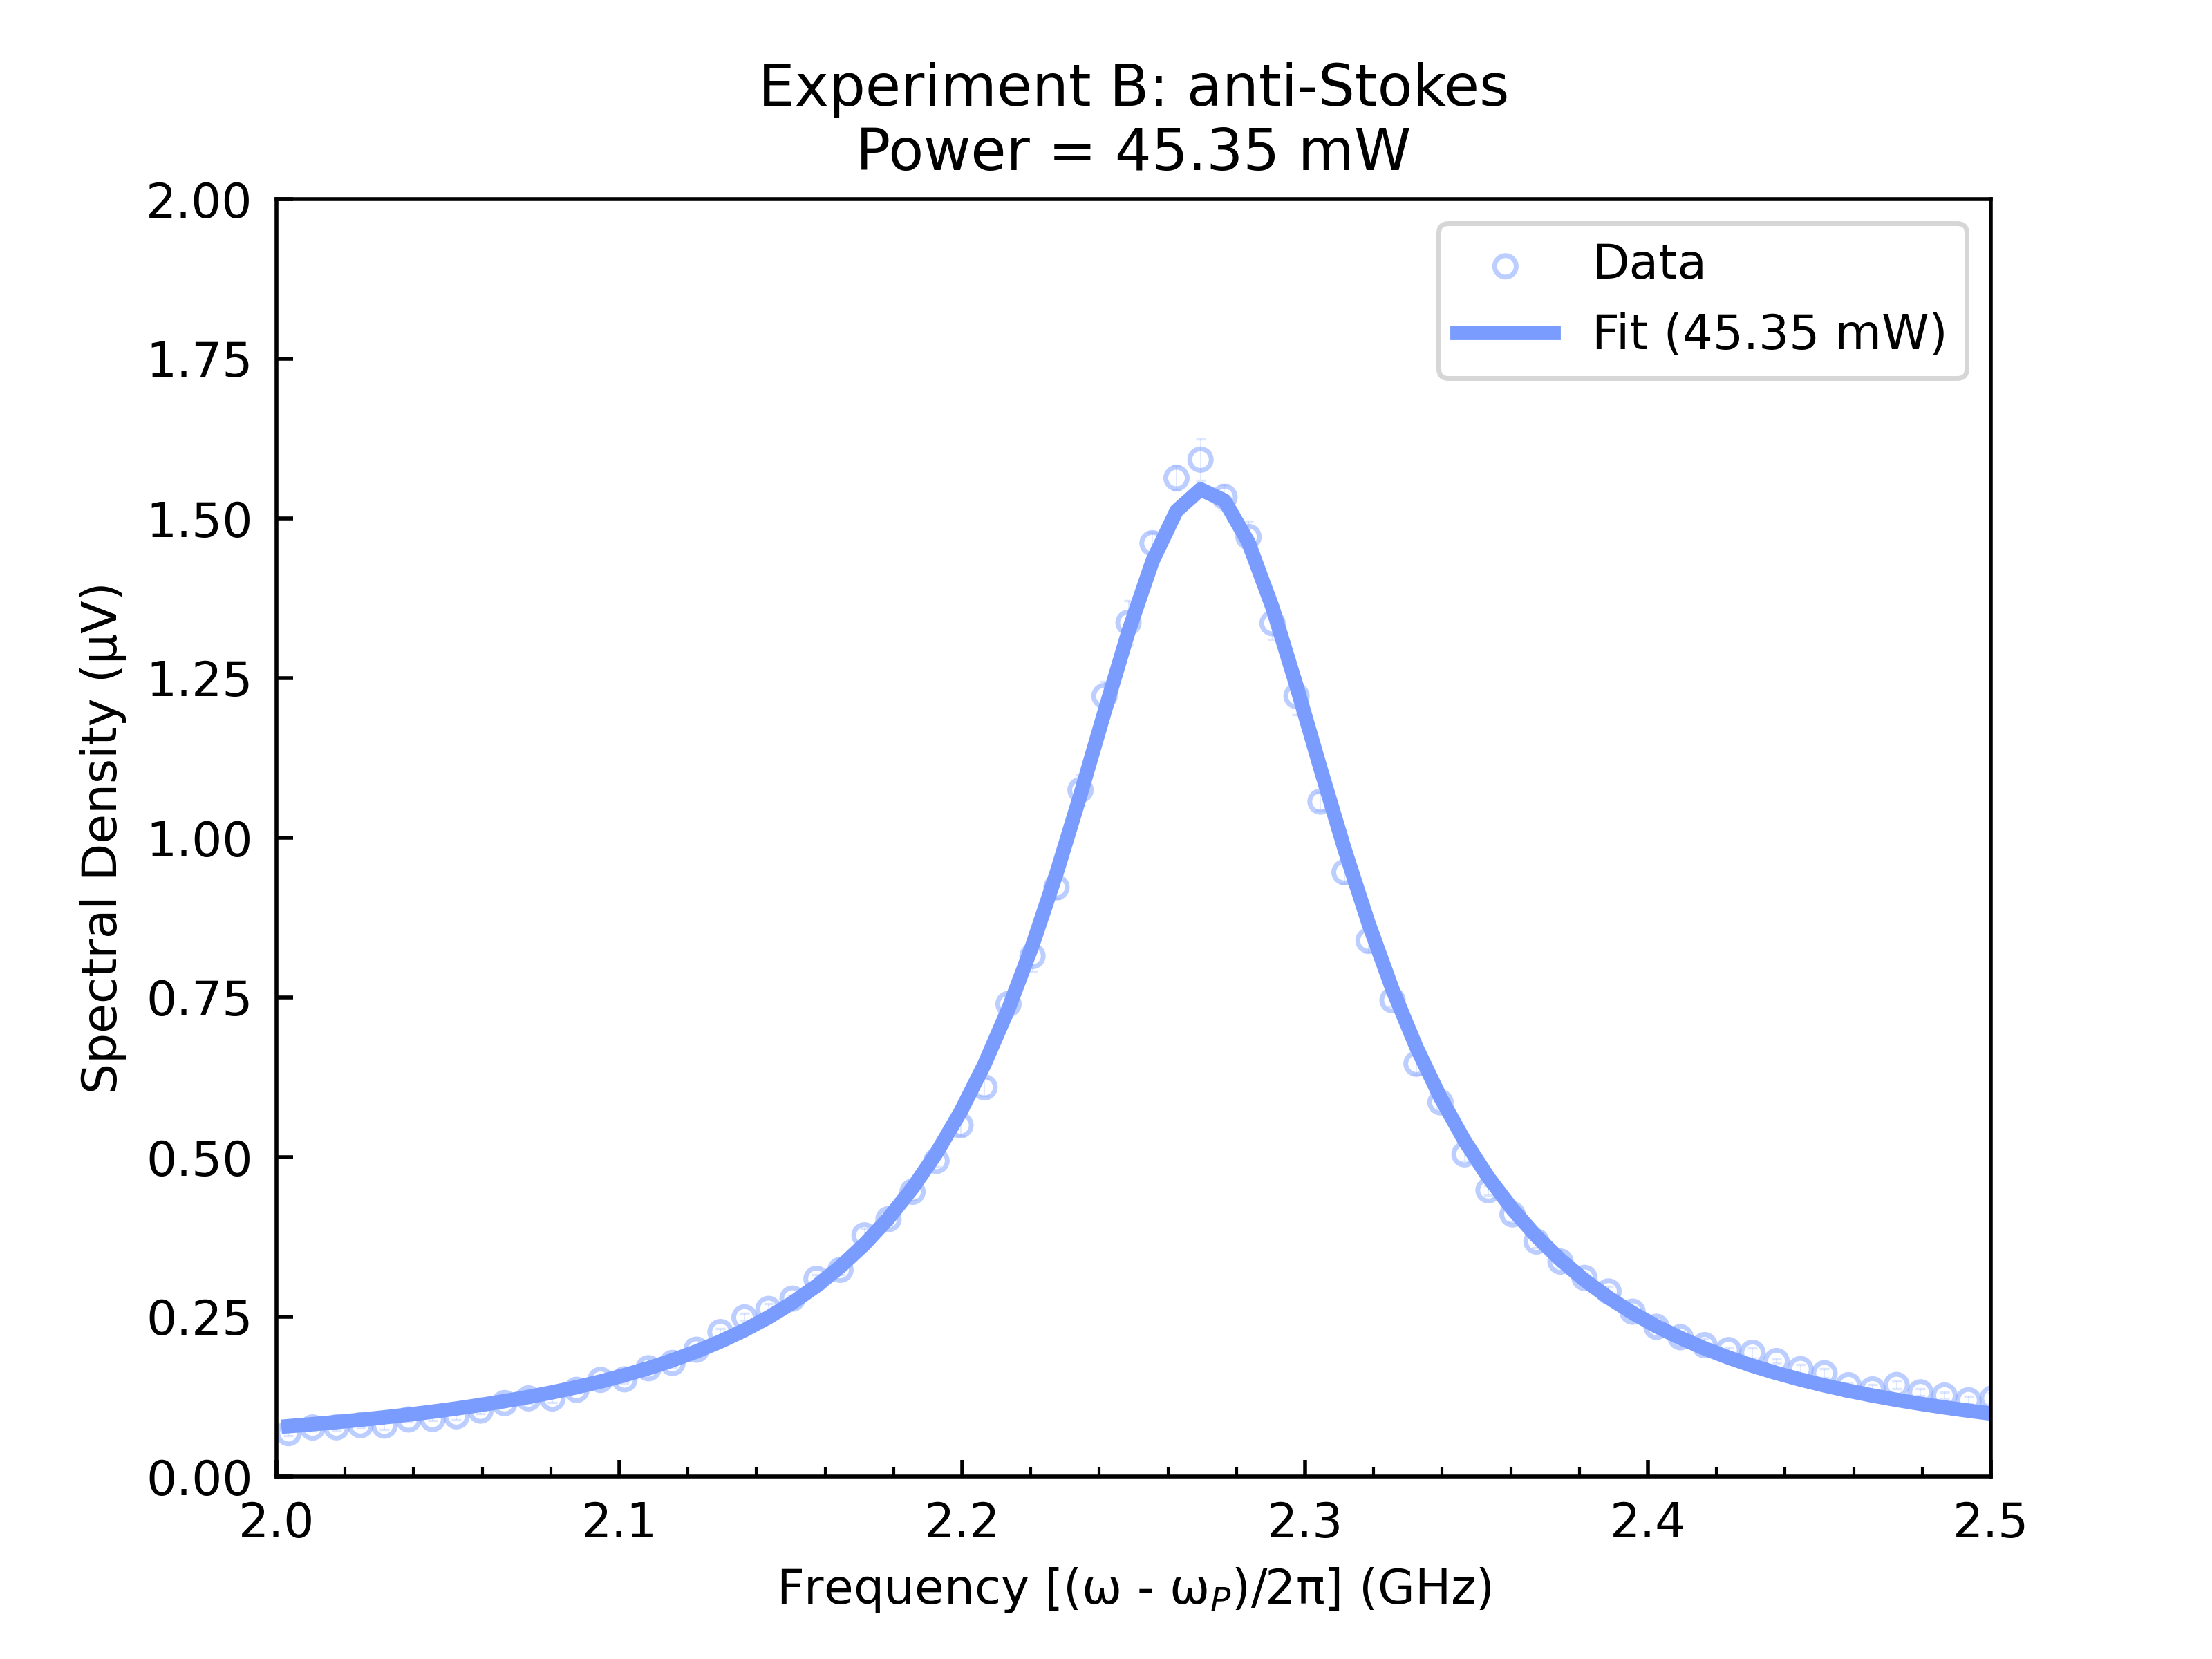 Experiment B: anti-Stokes
Power = 45.35 mW
Data
Fit (45.35 mW)
2.00
1.75
1.50
1.25
1.00
0.75
0.50
0.25
0.00
Spectral Density (μV)
2.0 2.1 2.2 2.3 2.4 2.5
Frequency [(ω - ω_P)/2π] (GHz)